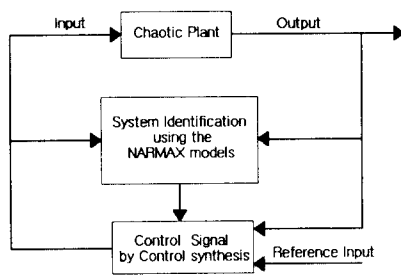 Input
Chaotic Plant
Output
System Identification
using the
NARMAX models
Control Signal
by Control synthesis
Reference Input